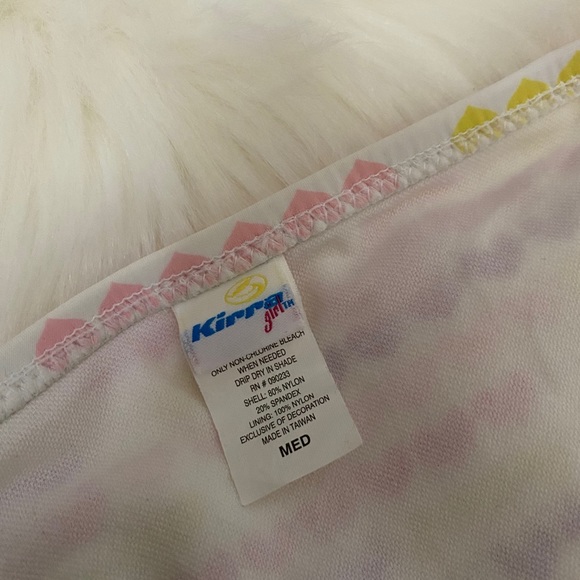 Kirra
girl™
ONLY NON-CHLORINE BLEACH
WHEN NEEDED
DRIP DRY IN SHADE
RN # 090233
SHELL: 80% NYLON
20% SPANDEX
LINING: 100% NYLON
EXCLUSIVE OF DECORATION
MADE IN TAIWAN
MED